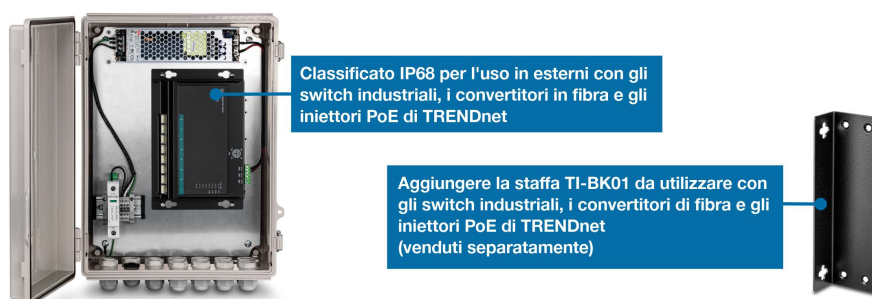 Classificato IP68 per l'uso in esterni con gli
switch industriali, i convertitori in fibra e gli
iniettori PoE di TRENDnet
Aggiungere la staffa TI-BK01 da utilizzare con
gli switch industriali, i convertitori di fibra e gli
iniettori PoE di TRENDnet
(venduti separatamente)